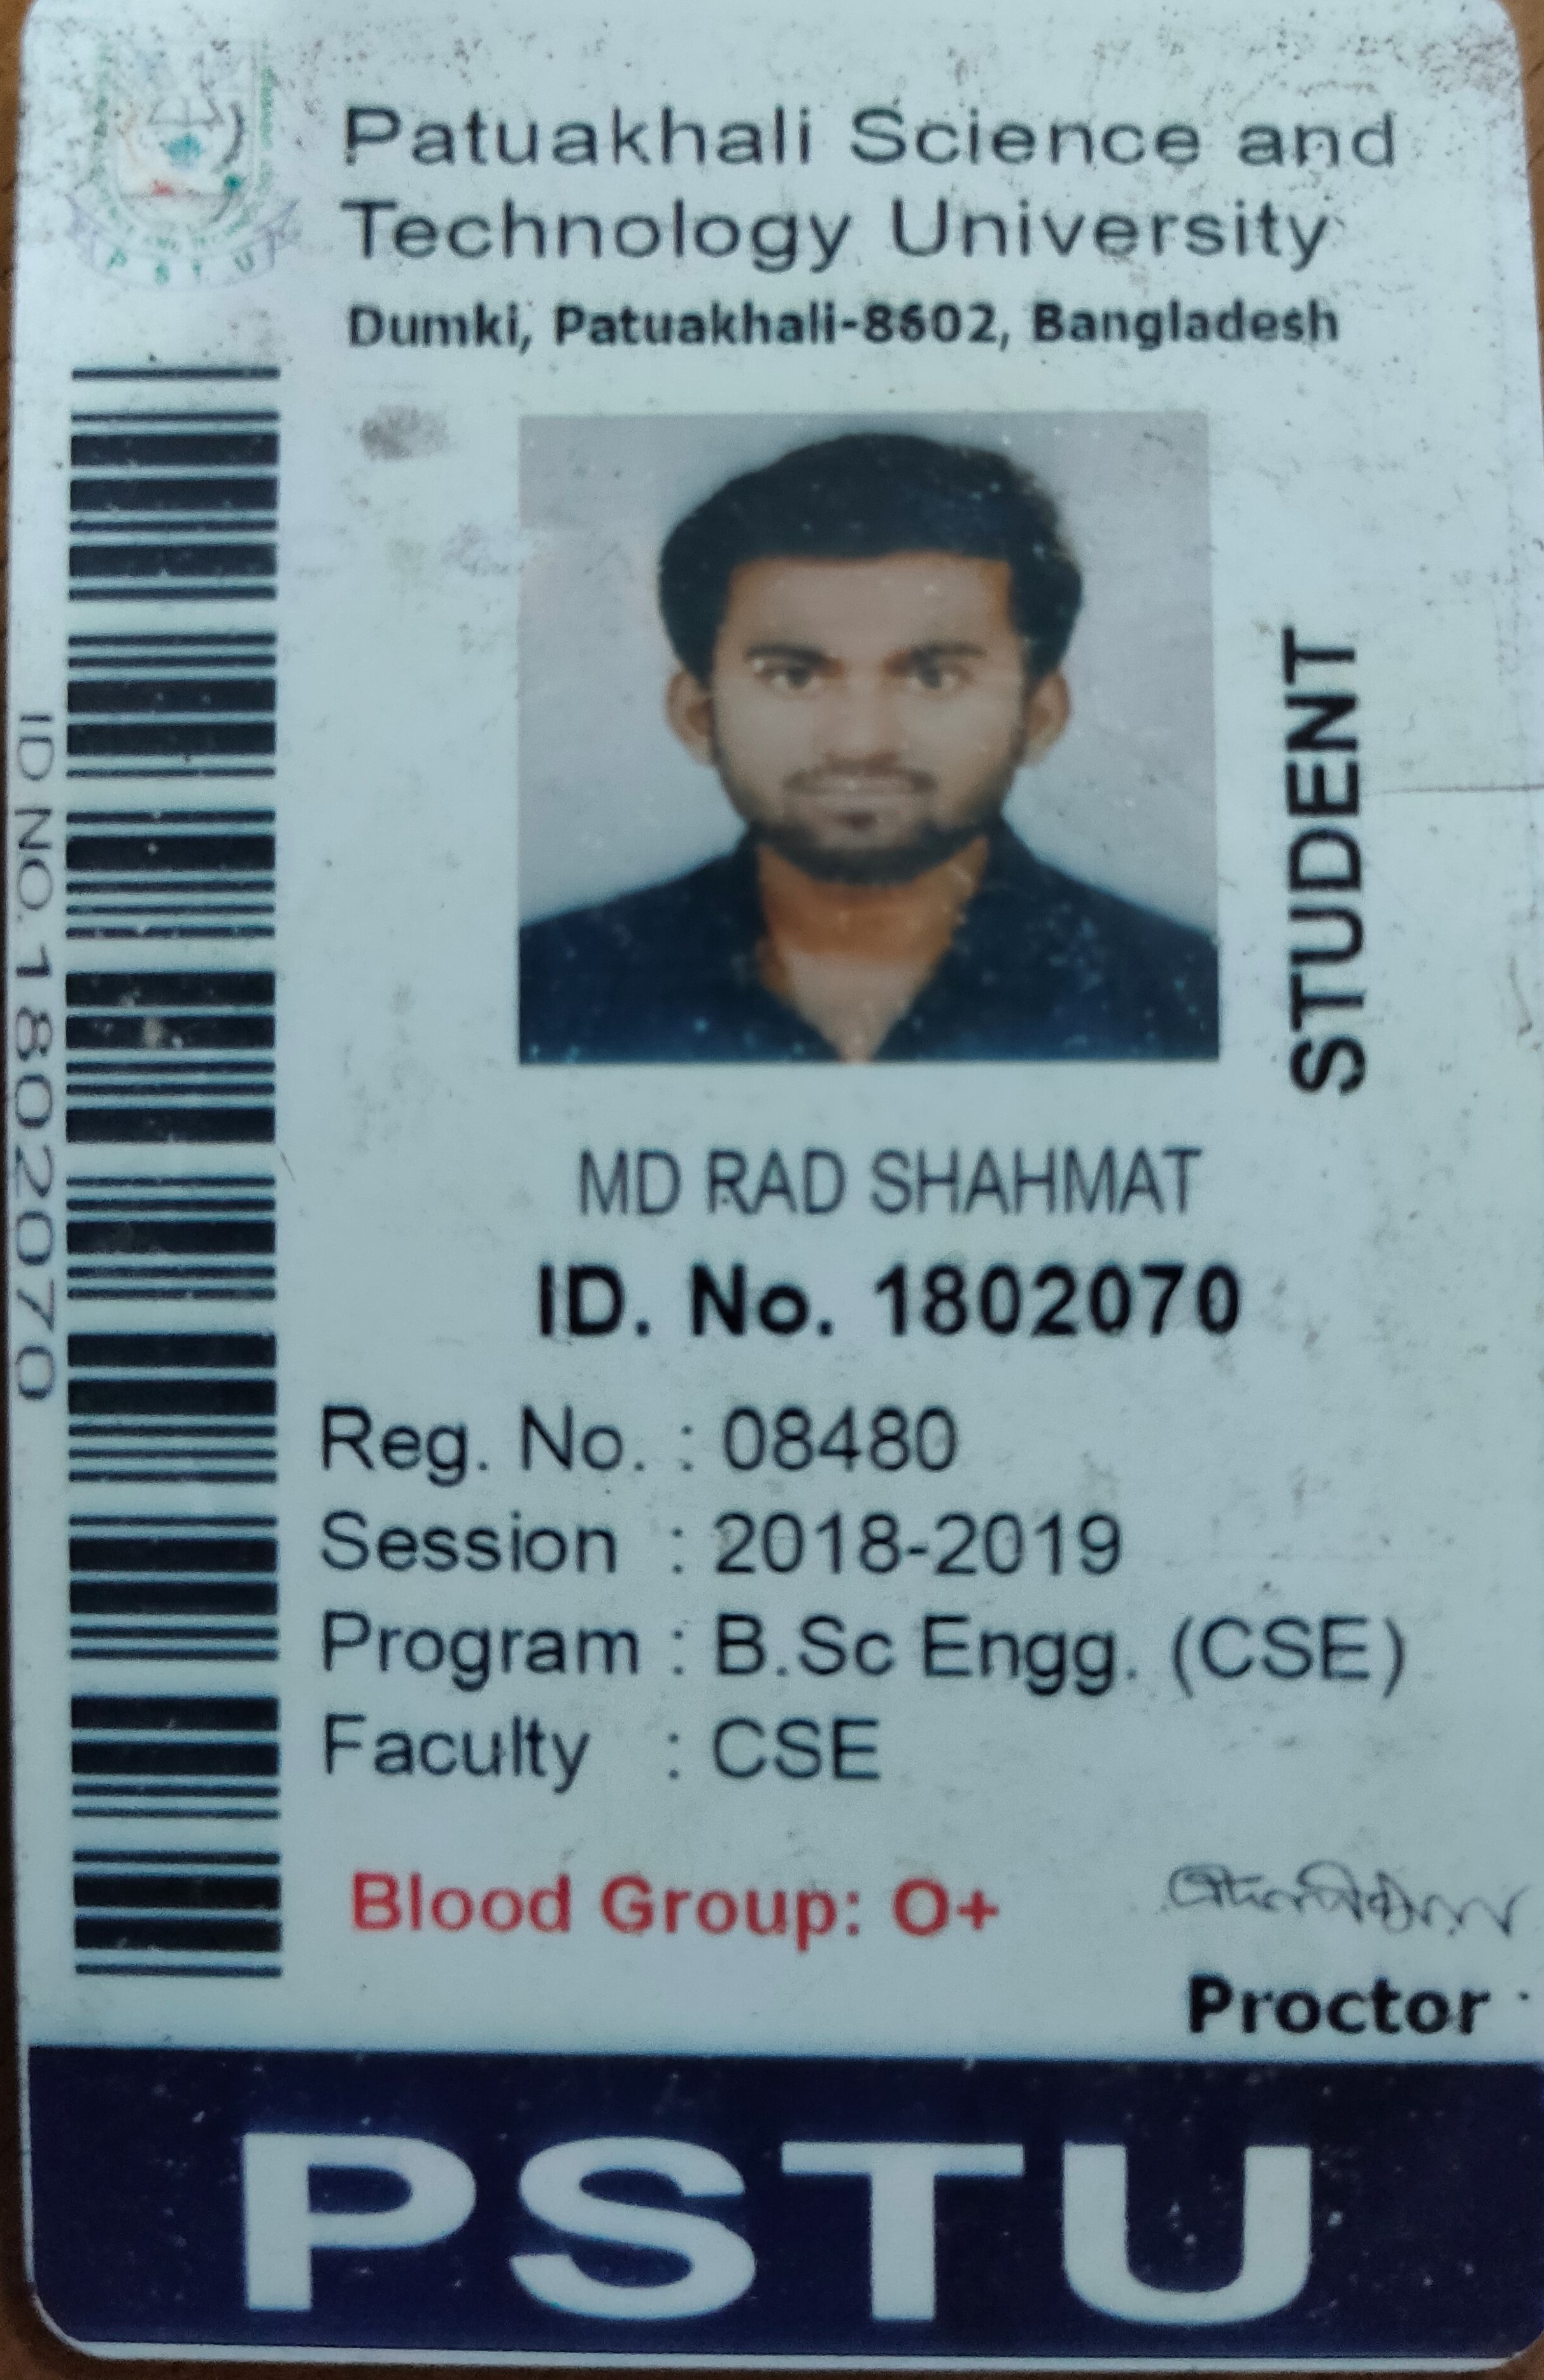 Patuakhali Science and
Technology University
Dumki, Patuakhali-8602, Bangladesh
P S T U
ID NO. 1802070
STUDENT
MD RAD SHAHMAT
ID. No. 1802070
Reg. No. : 08480
Session : 2018-2019
Program : B.Sc Engg. (CSE)
Faculty : CSE
Blood Group: O+
Proctor
PSTU